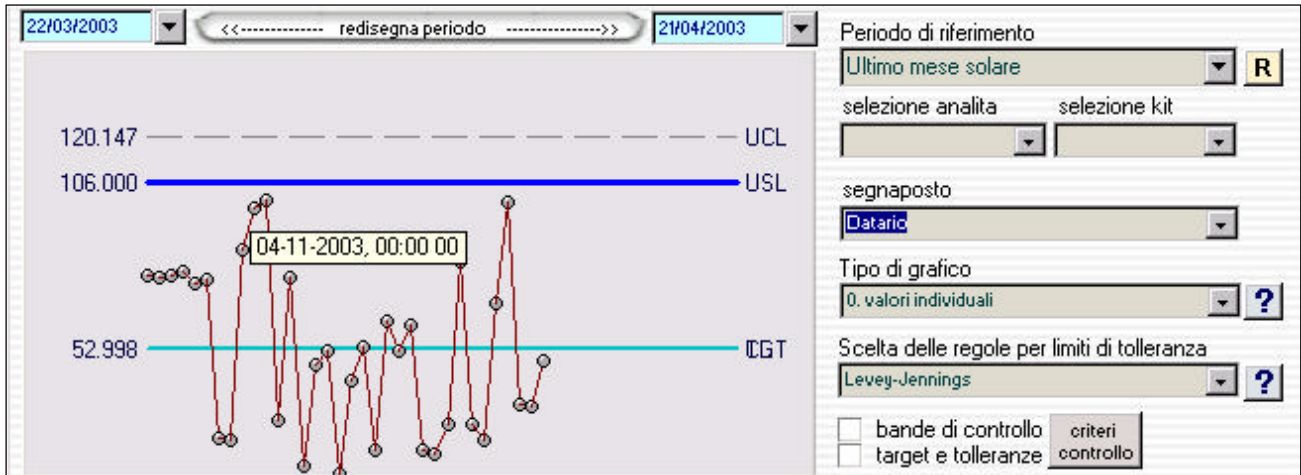 22/03/2003 <<------------- redisegna periodo --------------->> 21/04/2003
Periodo di riferimento
Ultimo mese solare R
selezione analita selezione kit
120.147 UCL
106.000 USL
segnaposto
Datario
04-11-2003, 00:00 00
Tipo di grafico
0. valori individuali ?
52.998
Scelta delle regole per limiti di tolleranza
Levey-Jennings ?
bande di controllo
target e tolleranze
criteri
controllo